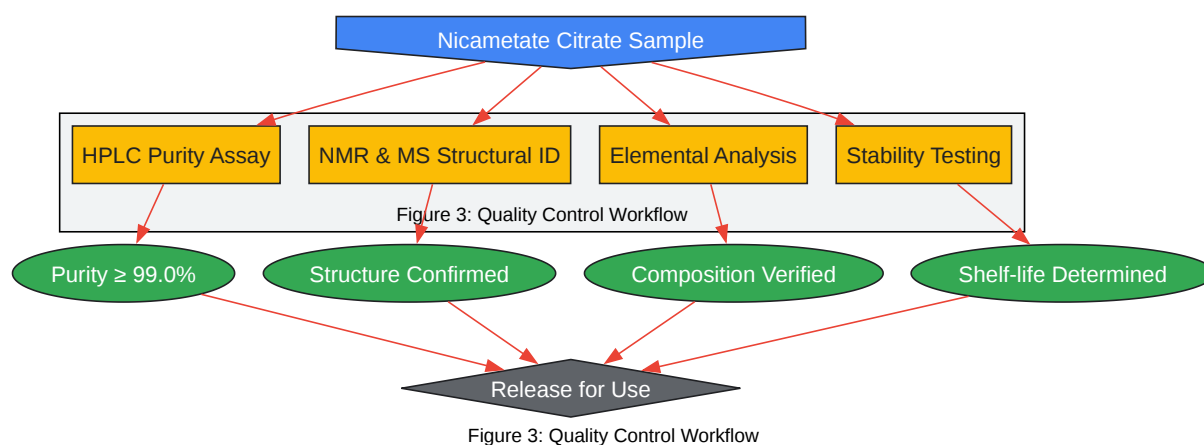 Nicametate Citrate Sample
HPLC Purity Assay
NMR & MS Structural ID
Elemental Analysis
Stability Testing
Figure 3: Quality Control Workflow
Purity ≥ 99.0%
Structure Confirmed
Composition Verified
Shelf-life Determined
Release for Use
Figure 3: Quality Control Workflow